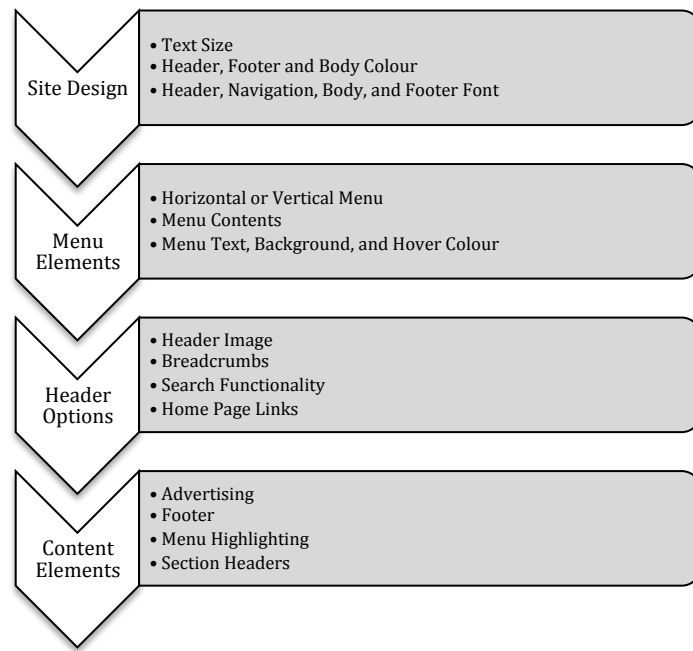 Site Design
• Text Size
• Header, Footer and Body Colour
• Header, Navigation, Body, and Footer Font
Menu
Elements
• Horizontal or Vertical Menu
• Menu Contents
• Menu Text, Background, and Hover Colour
Header
Options
• Header Image
• Breadcrumbs
• Search Functionality
• Home Page Links
Content
Elements
• Advertising
• Footer
• Menu Highlighting
• Section Headers